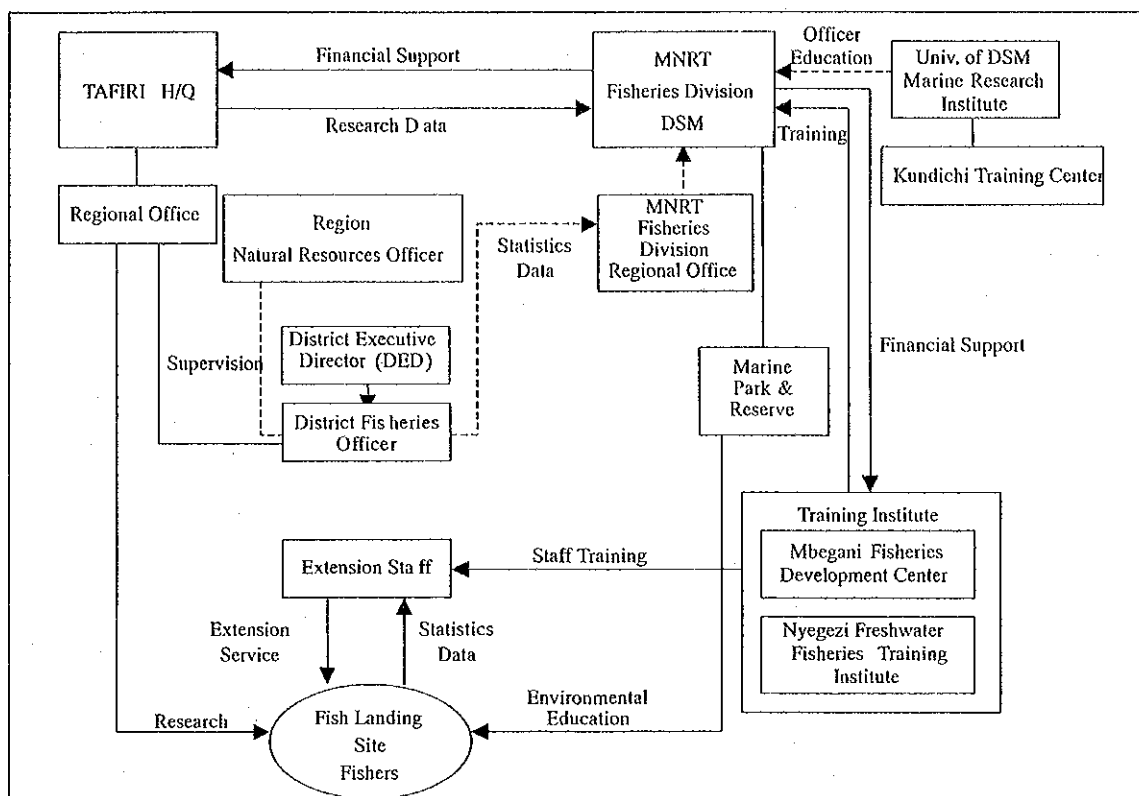 Financial Support
TAFIRI H/Q
Research Data
MNRT
Fisheries Division
DSM
Officer
Education
Training
Univ. of DSM
Marine Research
Institute
Kundichi Training Center
Regional Office
Region
Natural Resources Officer
Statistics
Data
MNRT
Fisheries
Division
Regional Office
Supervision
District Executive
Director (DED)
District Fisheries
Officer
Marine
Park &
Reserve
Financial Support
Training Institute
Mbegani Fisheries
Development Center
Nyegezi Freshwater
Fisheries Training
Institute
Extension Staff
Staff Training
Extension
Service
Statistics
Data
Research
Fish Landing
Site
Fishers
Environmental
Education